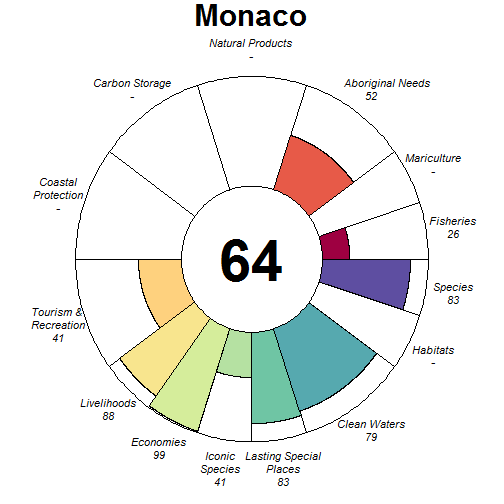 Monaco
Natural Products
-
Carbon Storage
-
Aboriginal Needs
52
Mariculture
-
Coastal
Protection
-
Fisheries
26
64
Species
83
Tourism &
Recreation
41
Habitats
-
Livelihoods
88
Clean Waters
79
Economies
99
Iconic
Species
41
Lasting Special
Places
83